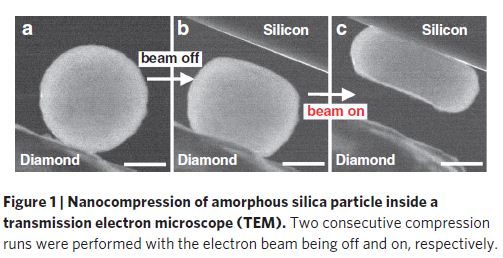 a
b
Silicon
c
Silicon
beam off
beam on
Diamond
Diamond
Diamond
Figure 1 | Nanocompression of amorphous silica particle inside a
transmission electron microscope (TEM). Two consecutive compression
runs were performed with the electron beam being off and on, respectively.